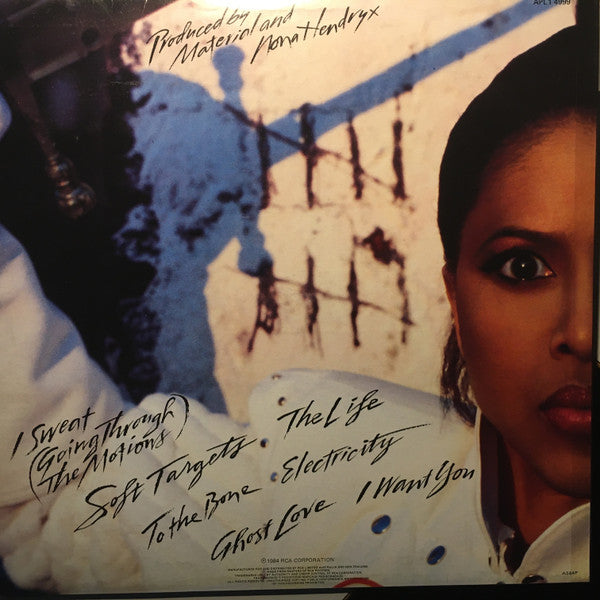 APL1 4999
Produced by
Material and
Nona Hendryx
I Sweat
(Going Through
The Motions)
Soft Targets
The Life
To the Bone
Electricity
Ghost Love
I Want You
℗ 1984 RCA CORPORATION